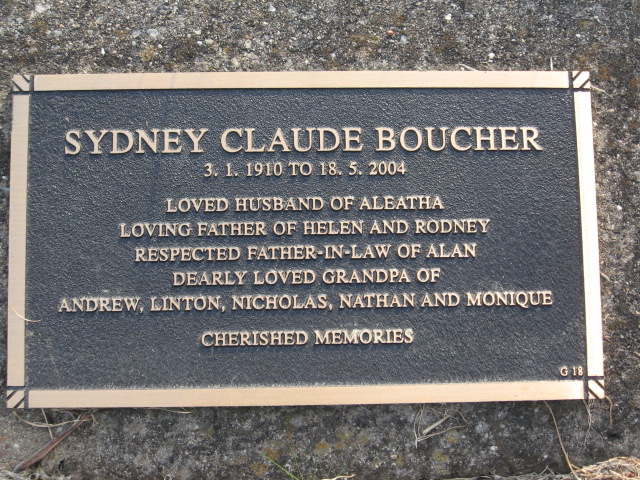 SYDNEY CLAUDE BOUCHER
3. 1. 1910 TO 18. 5. 2004
LOVED HUSBAND OF ALEATHA
LOVING FATHER OF HELEN AND RODNEY
RESPECTED FATHER-IN-LAW OF ALAN
DEARLY LOVED GRANDPA OF
ANDREW, LINTON, NICHOLAS, NATHAN AND MONIQUE
CHERISHED MEMORIES
G 18